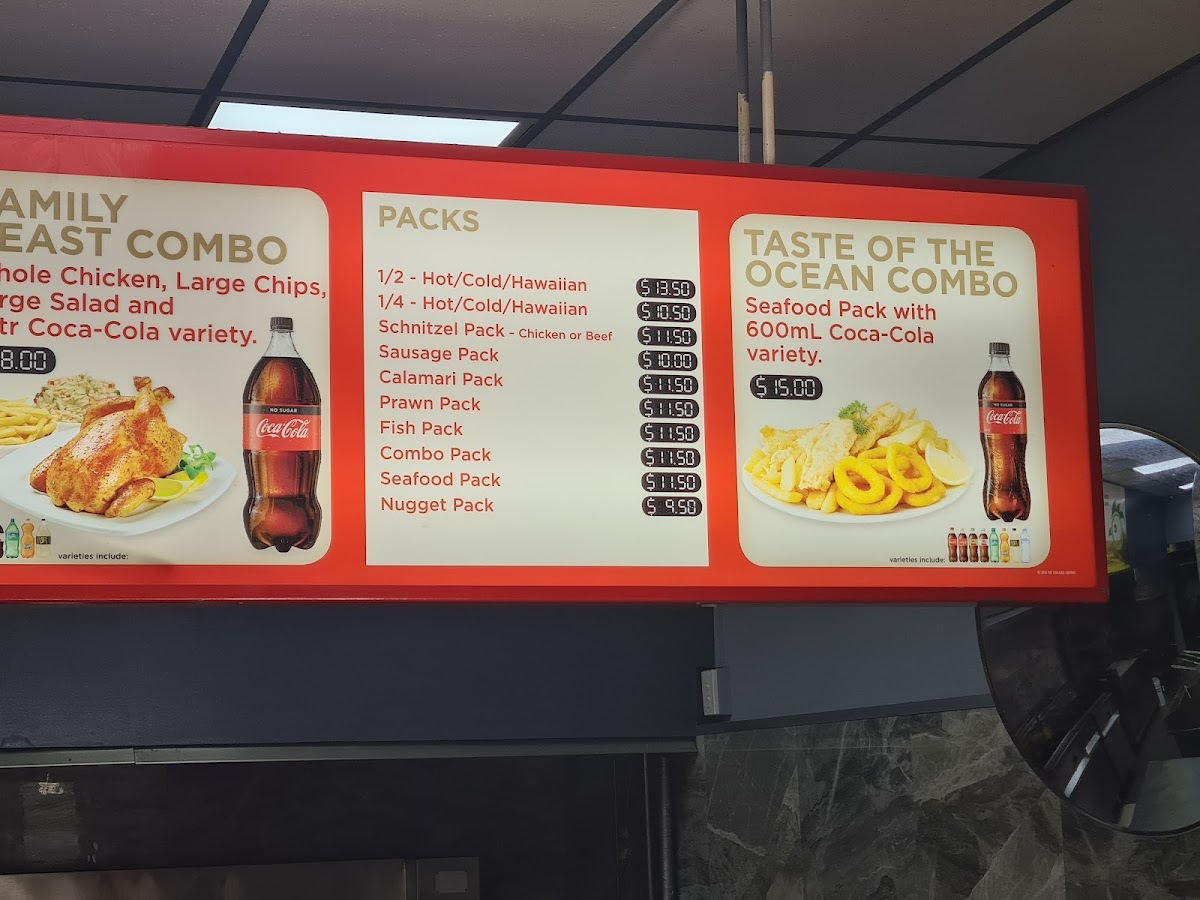 AMILY
EAST COMBO
hole Chicken, Large Chips,
rge Salad and
tr Coca-Cola variety.
8.00
NO SUGAR
Coca-Cola
varieties include:
PACKS
1/2 - Hot/Cold/Hawaiian $13.50
1/4 - Hot/Cold/Hawaiian $10.50
Schnitzel Pack - Chicken or Beef $11.50
Sausage Pack $10.00
Calamari Pack $11.50
Prawn Pack $11.50
Fish Pack $11.50
Combo Pack $11.50
Seafood Pack $11.50
Nugget Pack $9.50
TASTE OF THE
OCEAN COMBO
Seafood Pack with
600mL Coca-Cola
variety.
$15.00
NO SUGAR
Coca-Cola
varieties include: